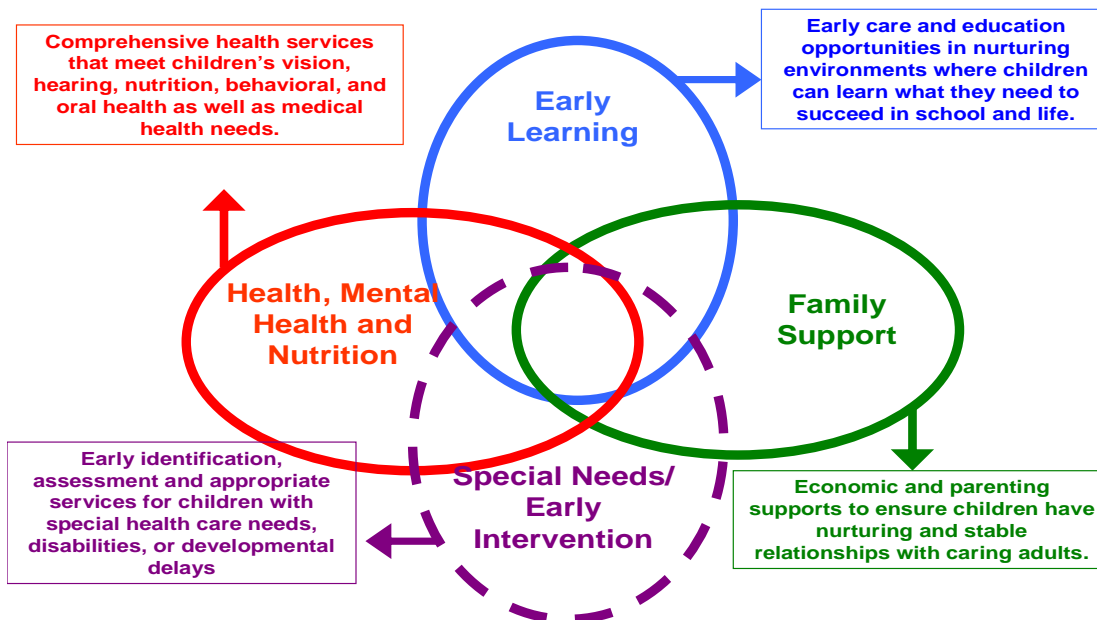 Comprehensive health services
that meet children’s vision,
hearing, nutrition, behavioral, and
oral health as well as medical
health needs.
Early care and education
opportunities in nurturing
environments where children
can learn what they need to
succeed in school and life.
Early
Learning
Health, Mental
Health and
Nutrition
Family
Support
Early identification,
assessment and appropriate
services for children with
special health care needs,
disabilities, or developmental
delays
Special Needs/
Early
Intervention
Economic and parenting
supports to ensure children have
nurturing and stable
relationships with caring adults.